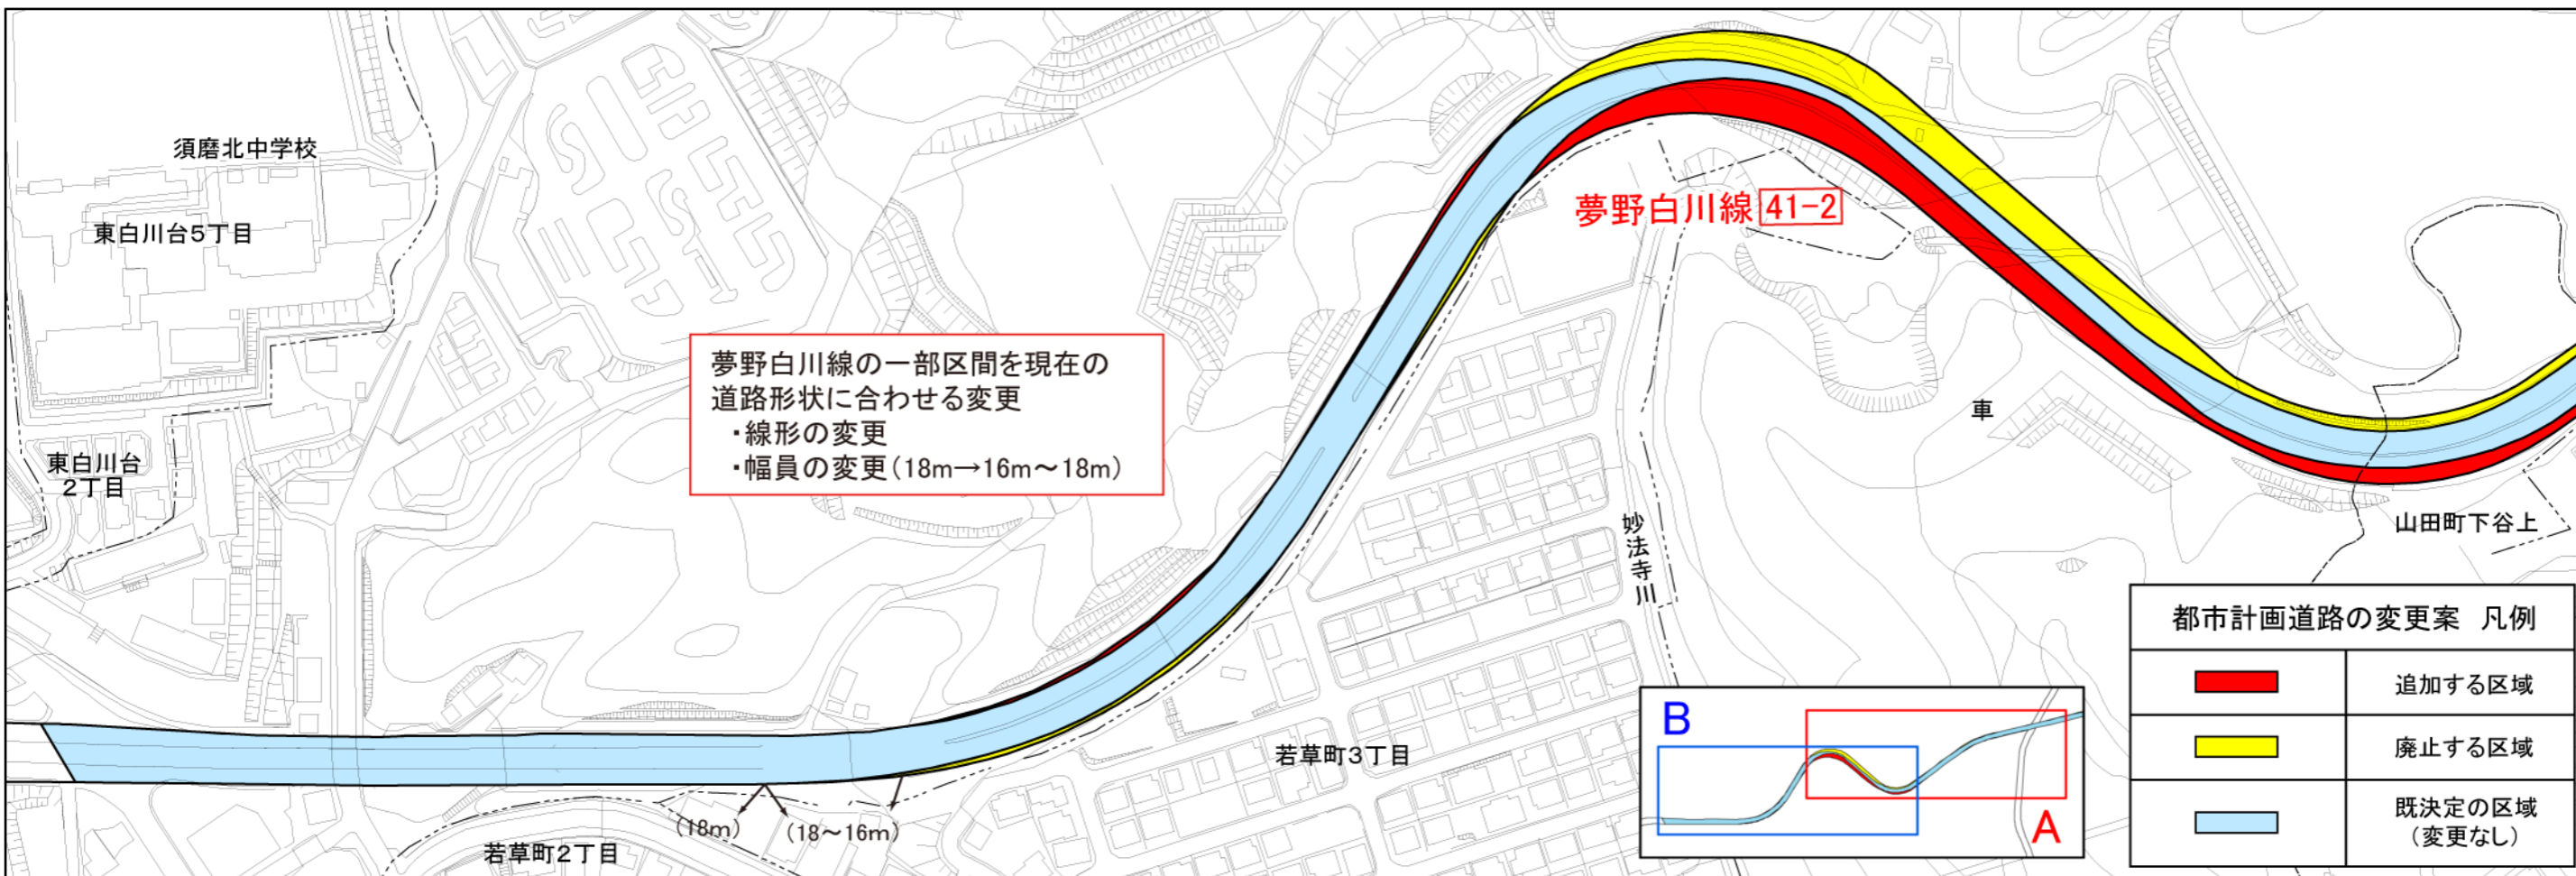 須磨北中学校
東白川台5丁目
夢野白川線 41-2
夢野白川線の一部区間を現在の
道路形状に合わせる変更
・線形の変更
・幅員の変更(18m→16m～18m)
車
東白川台
2丁目
妙法寺川
山田町下谷上
都市計画道路の変更案 凡例
追加する区域
廃止する区域
既決定の区域
(変更なし)
B
A
若草町3丁目
(18m)
(18～16m)
若草町2丁目